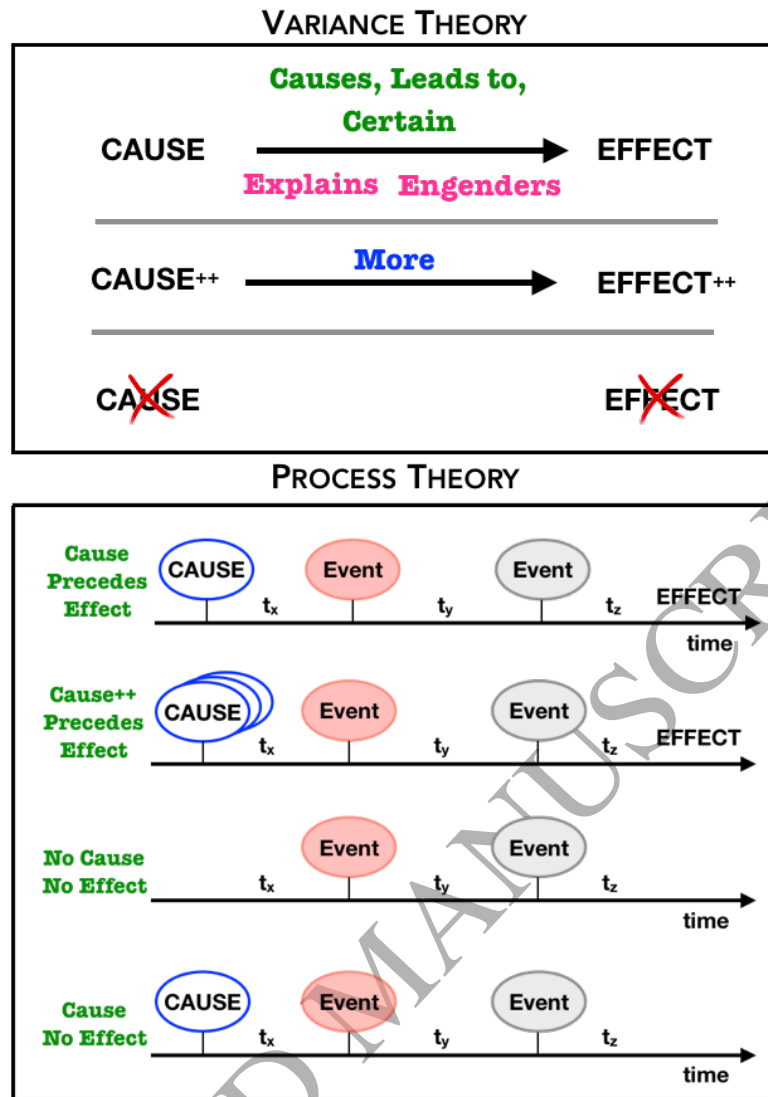 VARIANCE THEORY
Causes, Leads to,
Certain
CAUSE EFFECT
Explains Engenders
More
CAUSE++ EFFECT++
CAUSE EFFECT
PROCESS THEORY
Cause
Precedes
Effect
CAUSE Event Event
tx ty tz EFFECT
time
Cause++
Precedes
Effect
CAUSE Event Event
tx ty tz EFFECT
No Cause
No Effect
Event Event
tx ty tz
time
Cause
No Effect
CAUSE Event Event
tx ty tz
time
D MANUSCRI